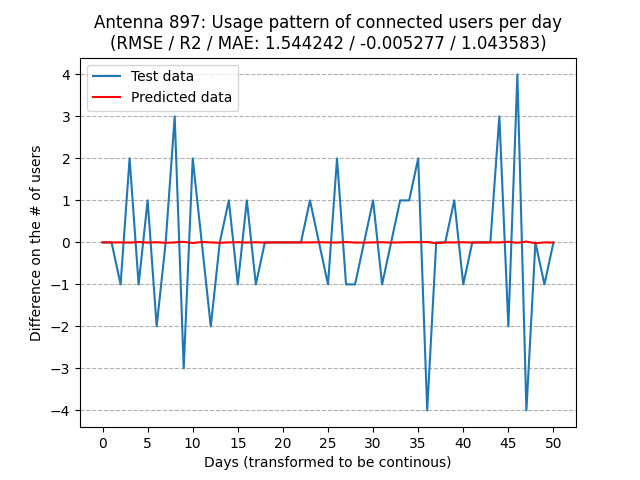 Antenna 897: Usage pattern of connected users per day
(RMSE / R2 / MAE: 1.544242 / -0.005277 / 1.043583)
Test data
Predicted data
4
3
2
1
0
−1
−2
−3
−4
Difference on the # of users
0 5 10 15 20 25 30 35 40 45 50
Days (transformed to be continous)